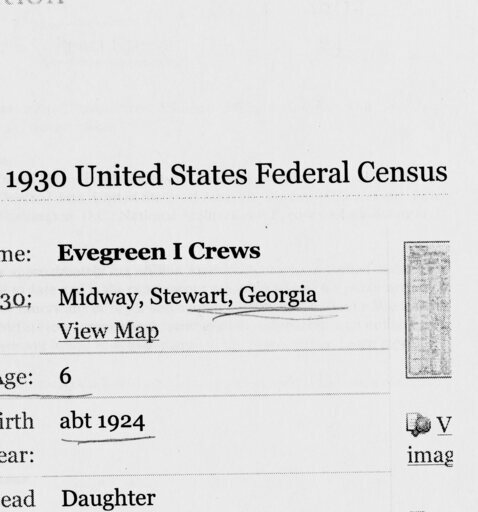 1930 United States Federal Census
me: Evegreen I Crews
30: Midway, Stewart, Georgia
View Map
Age: 6
irth abt 1924
ear:
V
imag
ead Daughter